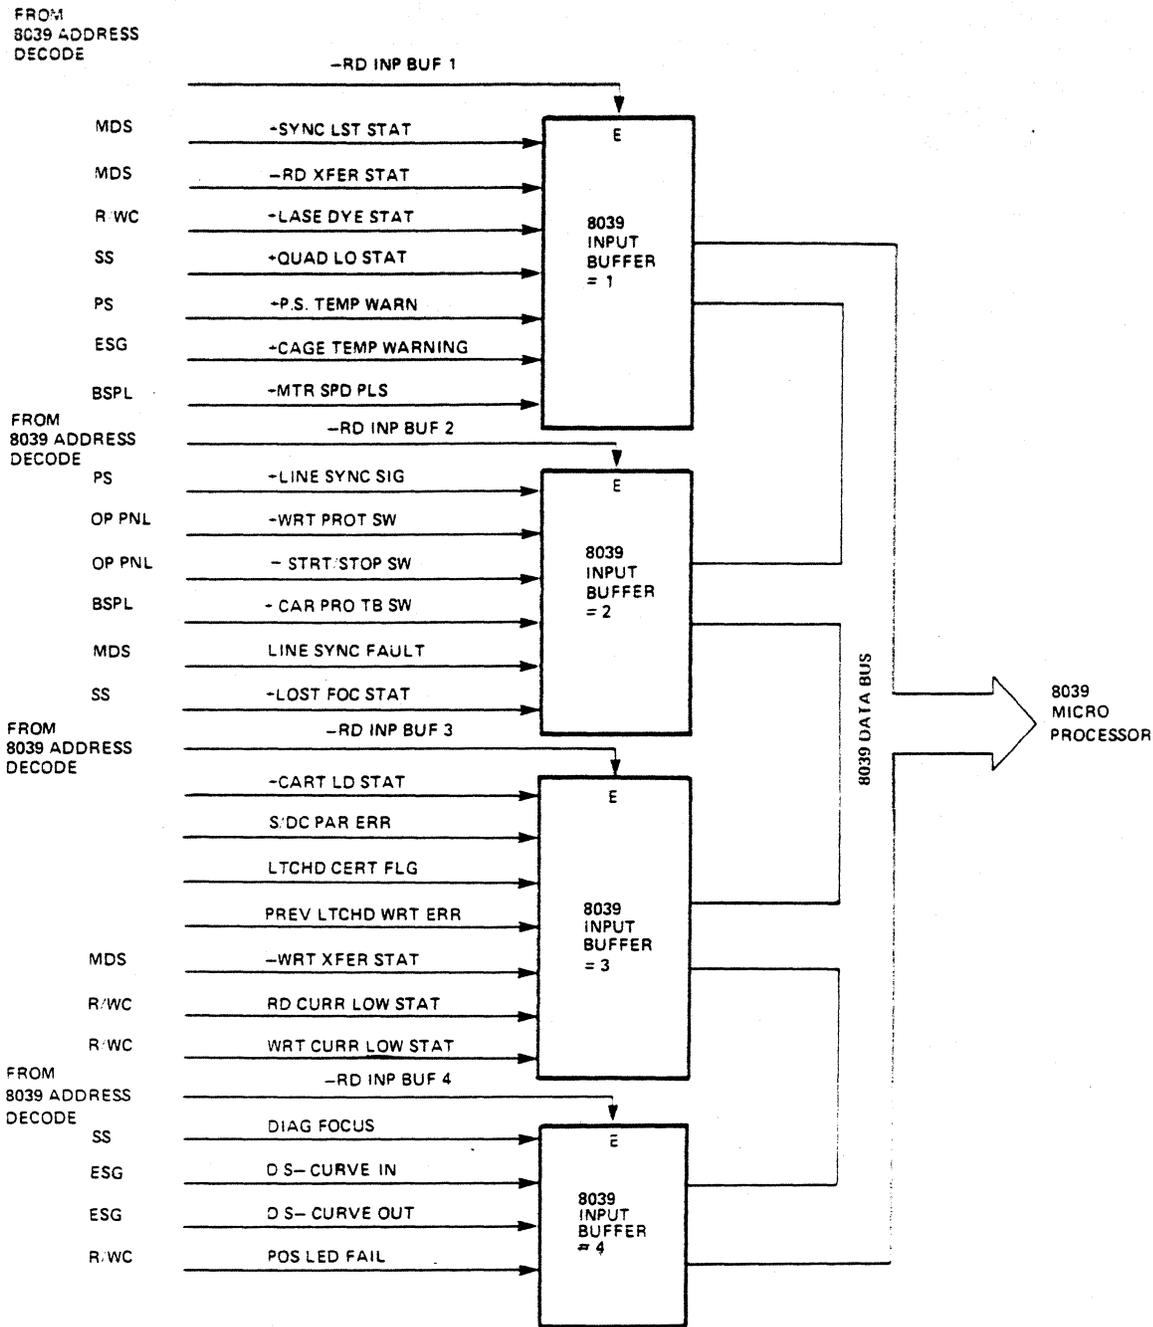 FROM
8039 ADDRESS
DECODE
-RD INP BUF 1
E
MDS +SYNC LST STAT
MDS -RD XFER STAT
R/WC +LASE DYE STAT
SS +QUAD LO STAT
PS +P.S. TEMP WARN
ESG +CAGE TEMP WARNING
BSPL -MTR SPD PLS
8039
INPUT
BUFFER
= 1
FROM
8039 ADDRESS
DECODE
-RD INP BUF 2
E
PS +LINE SYNC SIG
OP PNL -WRT PROT SW
OP PNL - STRT/STOP SW
BSPL - CAR PRO TB SW
MDS LINE SYNC FAULT
SS +LOST FOC STAT
8039
INPUT
BUFFER
= 2
FROM
8039 ADDRESS
DECODE
-RD INP BUF 3
E
+CART LD STAT
S/DC PAR ERR
LTCHD CERT FLG
PREV LTCHD WRT ERR
MDS -WRT XFER STAT
R/WC RD CURR LOW STAT
R/WC WRT CURR LOW STAT
8039
INPUT
BUFFER
= 3
FROM
8039 ADDRESS
DECODE
-RD INP BUF 4
E
SS DIAG FOCUS
ESG D S- CURVE IN
ESG D S- CURVE OUT
R/WC POS LED FAIL
8039
INPUT
BUFFER
= 4
8039 DATA BUS
8039
MICRO
PROCESSOR